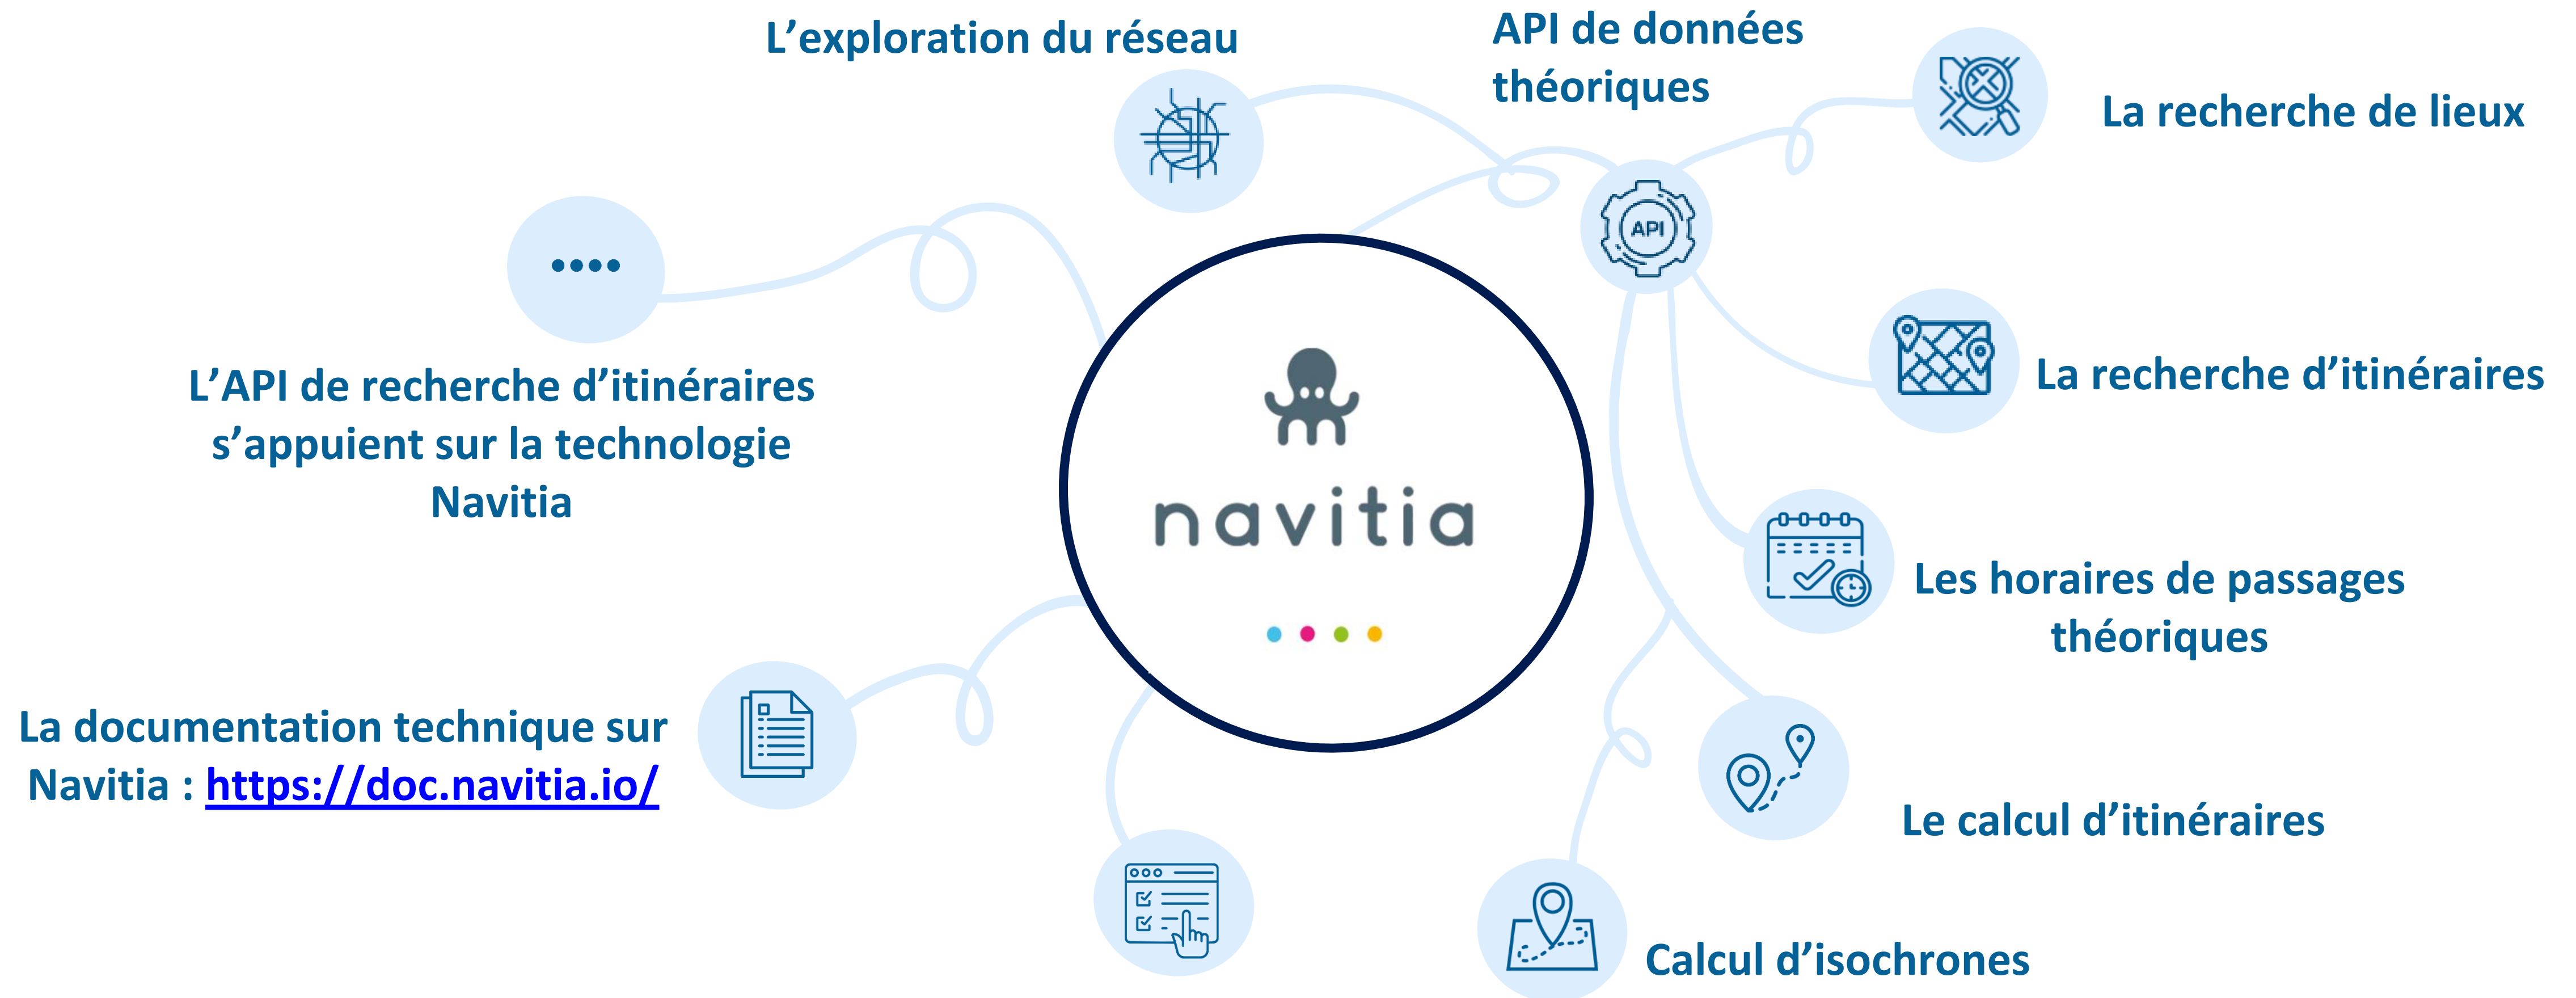 L’exploration du réseau
API de données
théoriques
La recherche de lieux
API
••••
L’API de recherche d’itinéraires
s’appuient sur la technologie
Navitia
navitia
La recherche d’itinéraires
Les horaires de passages
théoriques
La documentation technique sur
Navitia : https://doc.navitia.io/
Le calcul d’itinéraires
Calcul d’isochrones